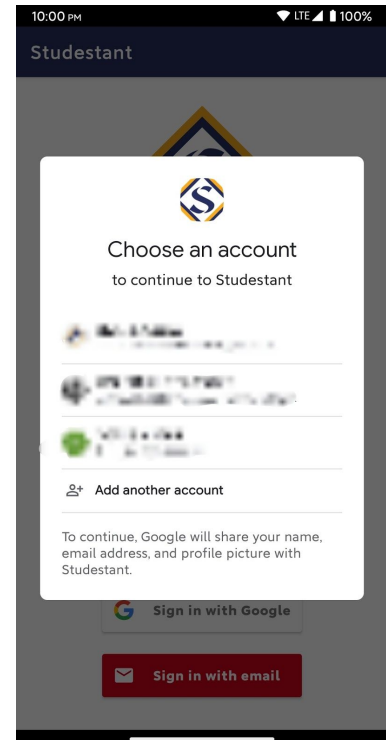 10:00 PM LTE 100%
Studestant
S
Choose an account
to continue to Studestant
Add another account
To continue, Google will share your name,
email address, and profile picture with
Studestant.
G Sign in with Google
Sign in with email